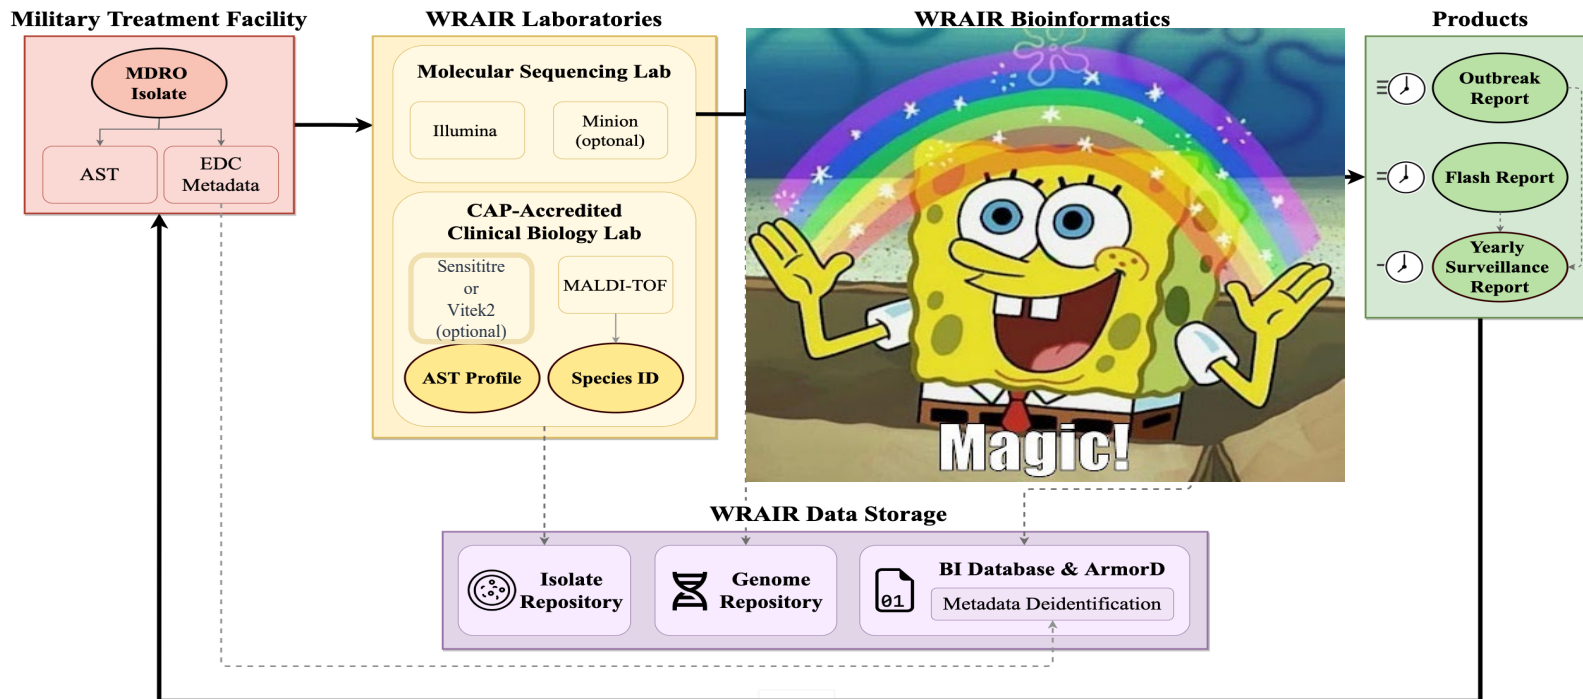 Military Treatment Facility
MDRO
Isolate
AST
EDC
Metadata
WRAIR Laboratories
Molecular Sequencing Lab
Illumina
Minion
(optonal)
CAP-Accredited
Clinical Biology Lab
Sensititre
or
Vitek2
(optional)
MALDI-TOF
AST Profile
Species ID
WRAIR Bioinformatics
Magic!
Products
Outbreak
Report
Flash Report
Yearly
Surveillance
Report
WRAIR Data Storage
Isolate
Repository
Genome
Repository
01
BI Database & ArmorD
Metadata Deidentification